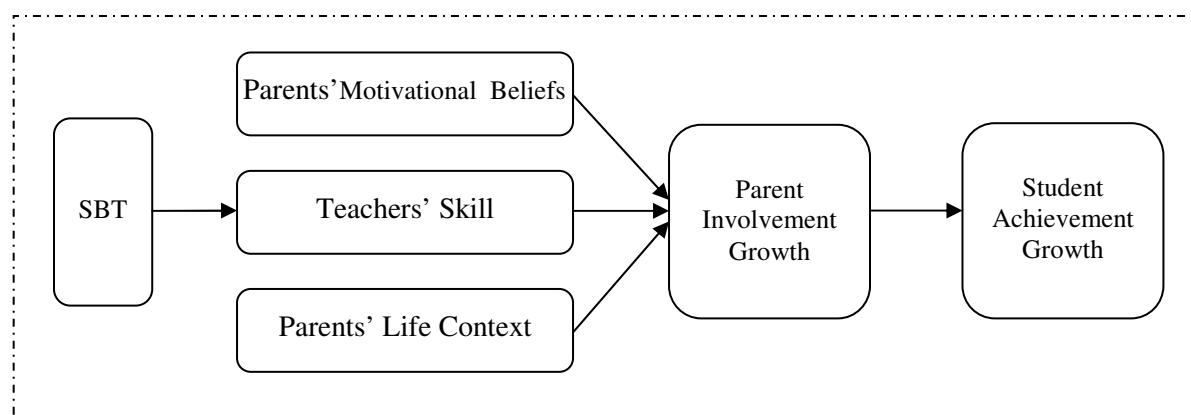 SBT
Parents’Motivational Beliefs
Teachers’ Skill
Parents’ Life Context
Parent
Involvement
Growth
Student
Achievement
Growth